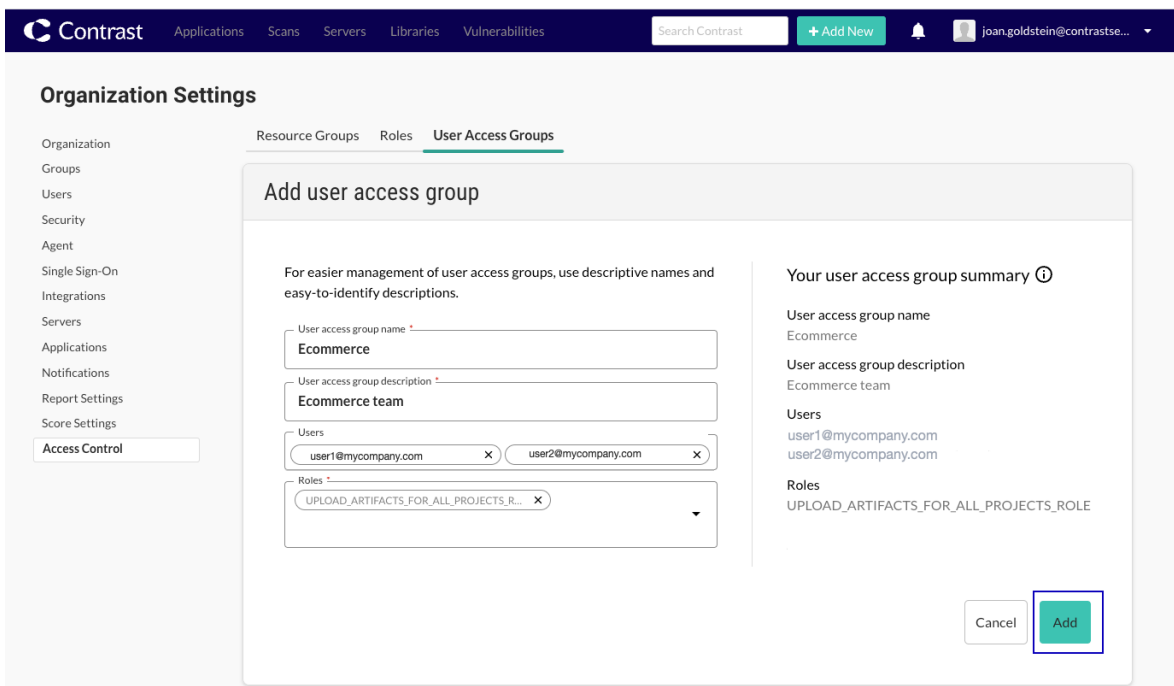 Contrast
Applications Scans Servers Libraries Vulnerabilities
Search Contrast
+ Add New
joan.goldstein@contrastse...
Organization Settings
Organization
Groups
Users
Security
Agent
Single Sign-On
Integrations
Servers
Applications
Notifications
Report Settings
Score Settings
Access Control
Resource Groups Roles User Access Groups
Add user access group
For easier management of user access groups, use descriptive names and
easy-to-identify descriptions.
User access group name *
Ecommerce
User access group description *
Ecommerce team
Users
user1@mycompany.com × user2@mycompany.com ×
Roles *
UPLOAD_ARTIFACTS_FOR_ALL_PROJECTS_R... ×
Your user access group summary
User access group name
Ecommerce
User access group description
Ecommerce team
Users
user1@mycompany.com
user2@mycompany.com
Roles
UPLOAD_ARTIFACTS_FOR_ALL_PROJECTS_ROLE
Cancel Add